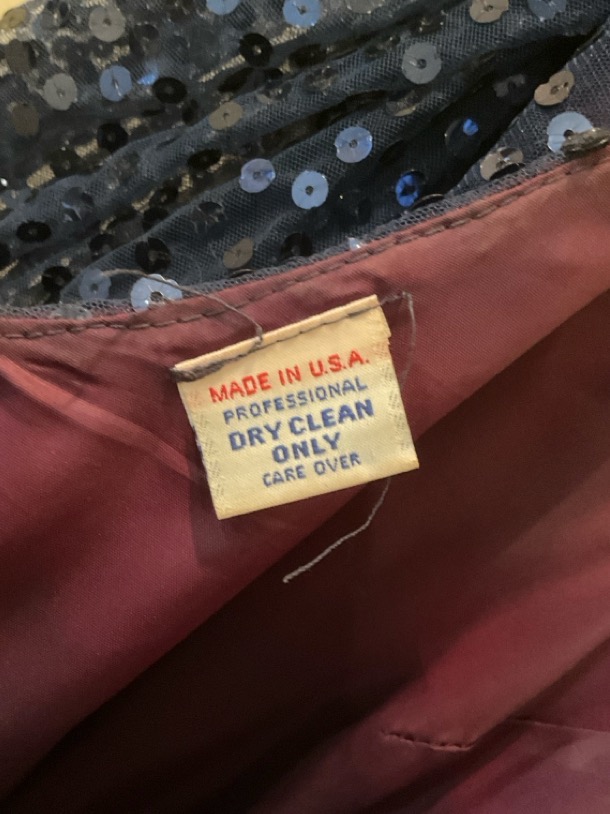 MADE IN U.S.A.
PROFESSIONAL
DRY CLEAN
ONLY
CARE OVER